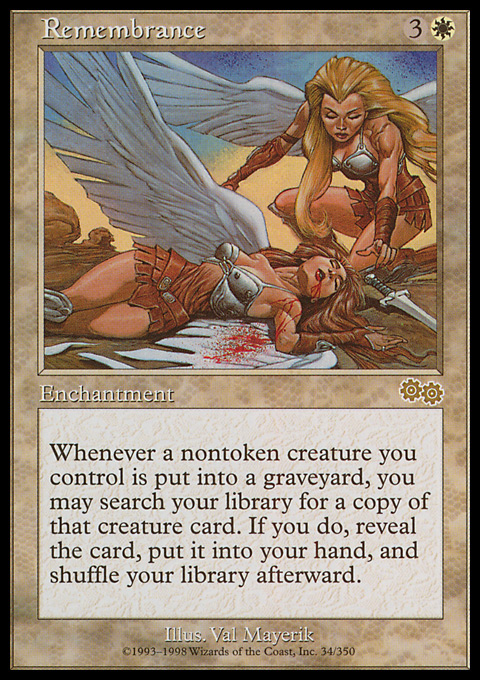 Remembrance 3
Enchantment
Whenever a nontoken creature you
control is put into a graveyard, you
may search your library for a copy of
that creature card. If you do, reveal
the card, put it into your hand, and
shuffle your library afterward.
Illus. Val Mayerik
©1993–1998 Wizards of the Coast, Inc. 34/350